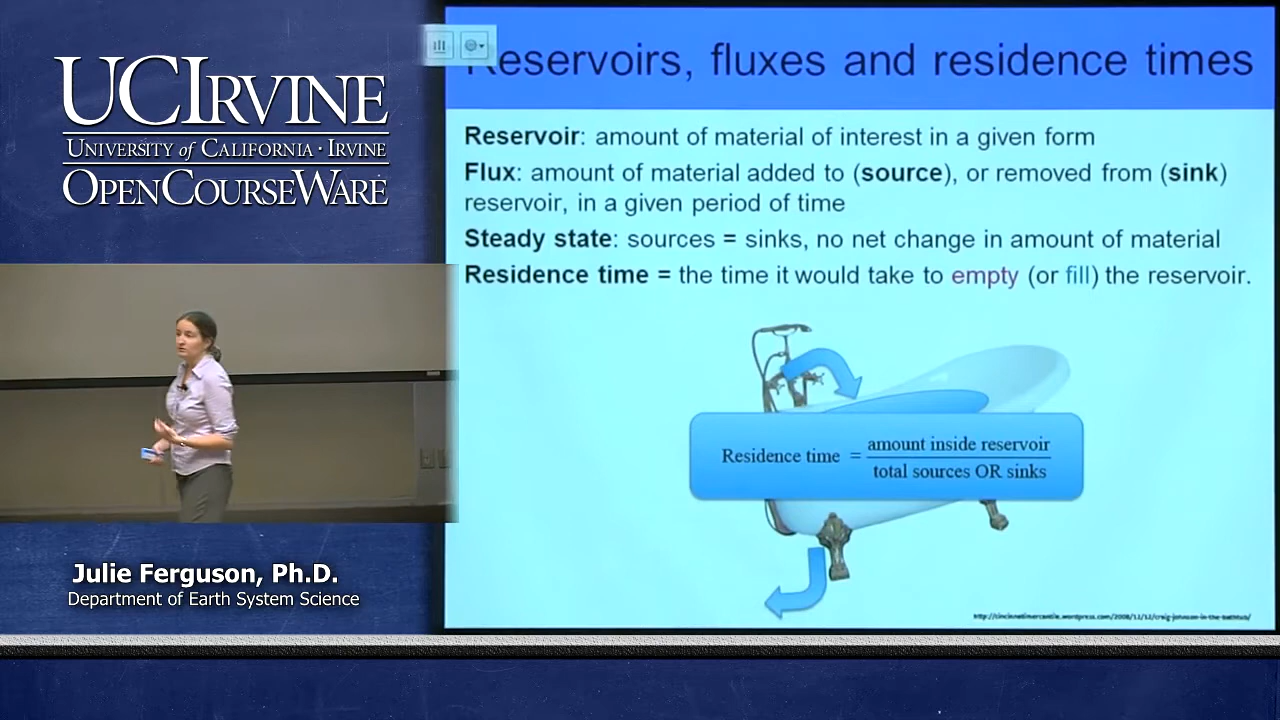 UCIRVINE
UNIVERSITY of CALIFORNIA · IRVINE
OPENCOURSEWARE
Julie Ferguson, Ph.D.
Department of Earth System Science
Reservoirs, fluxes and residence times
Reservoir: amount of material of interest in a given form
Flux: amount of material added to (source), or removed from (sink)
reservoir, in a given period of time
Steady state: sources = sinks, no net change in amount of material
Residence time = the time it would take to empty (or fill) the reservoir.
Residence time = amount inside reservoir
total sources OR sinks